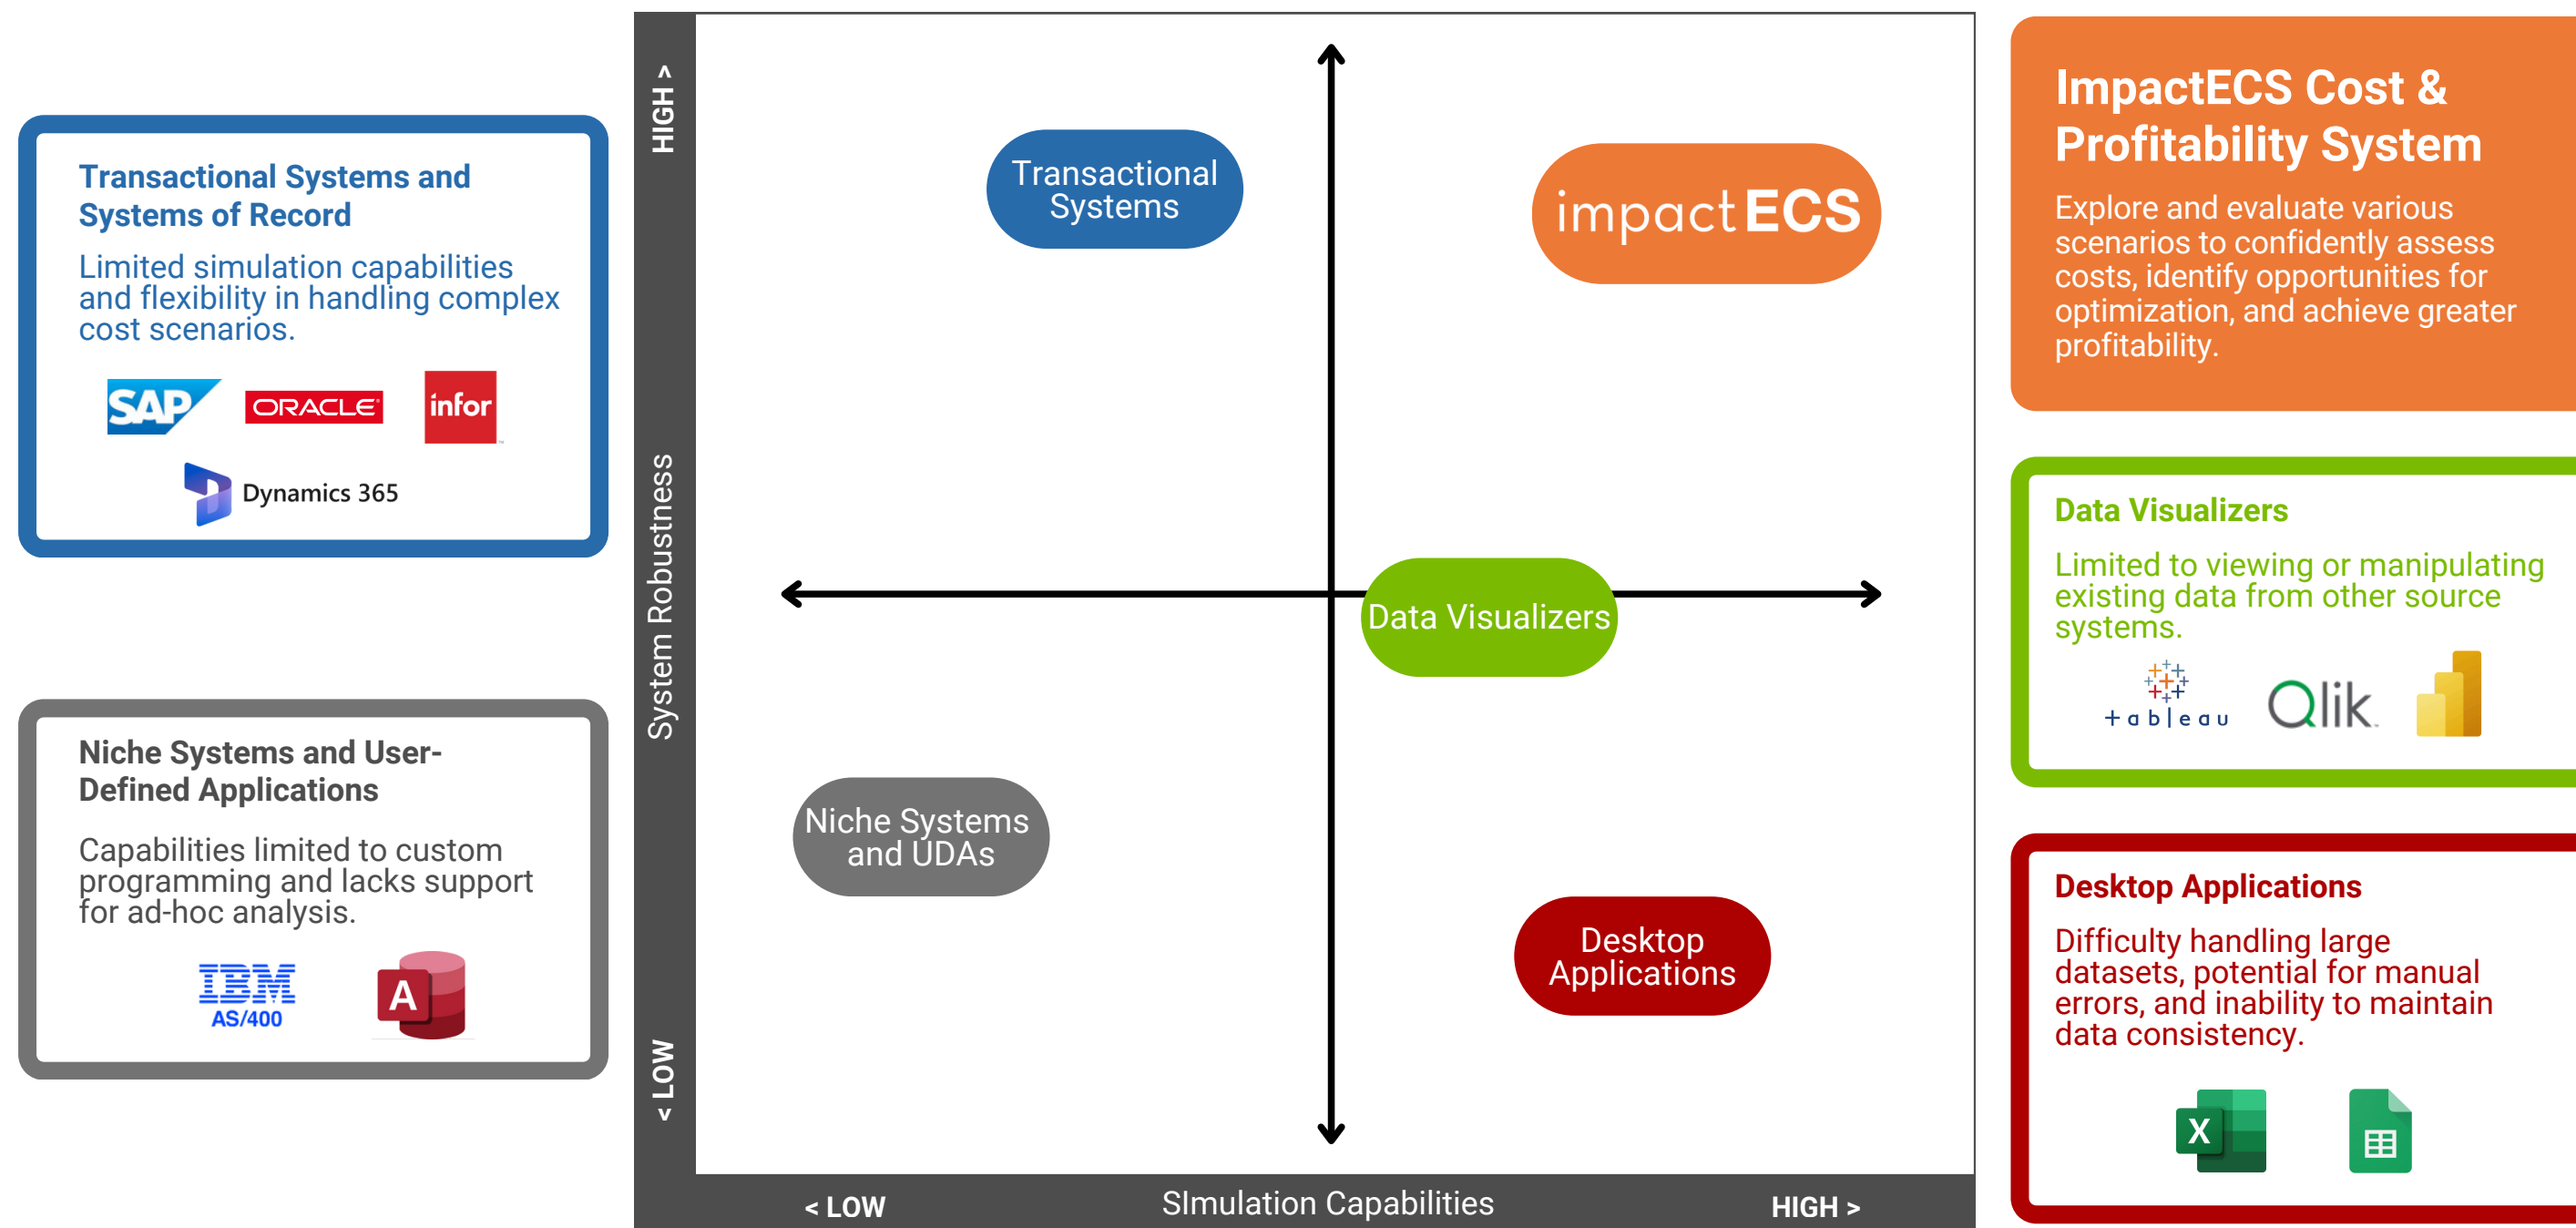 Transactional Systems and
Systems of Record
Limited simulation capabilities
and flexibility in handling complex
cost scenarios.
SAP
ORACLE
infor
Dynamics 365
Niche Systems and User-
Defined Applications
Capabilities limited to custom
programming and lacks support
for ad-hoc analysis.
IBM
AS/400
A
HIGH >
System Robustness
< LOW
Transactional
Systems
impactECS
Data Visualizers
Niche Systems
and UDAs
Desktop
Applications
< LOW
SImulation Capabilities
HIGH >
ImpactECS Cost &
Profitability System
Explore and evaluate various
scenarios to confidently assess
costs, identify opportunities for
optimization, and achieve greater
profitability.
Data Visualizers
Limited to viewing or manipulating
existing data from other source
systems.
+ableau
Qlik
Desktop Applications
Difficulty handling large
datasets, potential for manual
errors, and inability to maintain
data consistency.
X